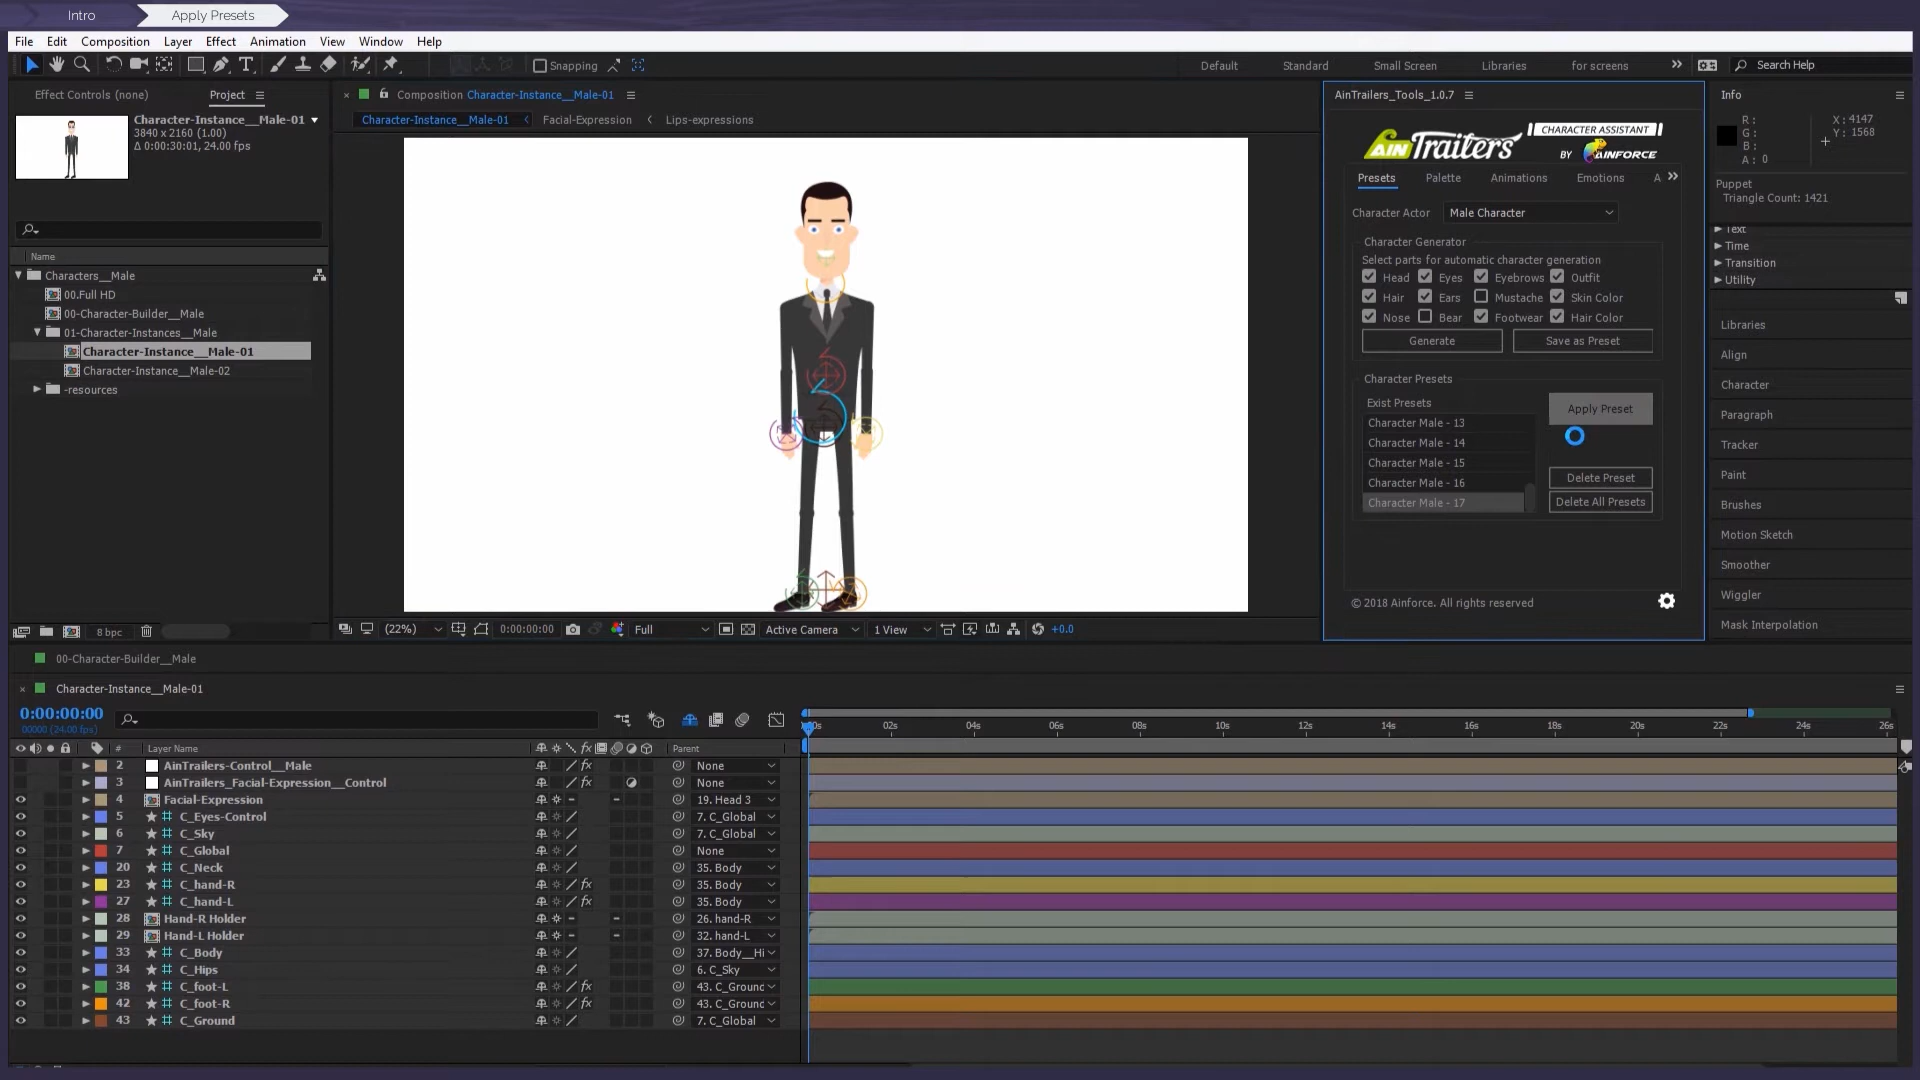 Intro
Apply Presets
File Edit Composition Layer Effect Animation View Window Help
Snapping
Default Standard Small Screen Libraries for screens
Search Help
Effect Controls (none)
Project
Character-Instance__Male-01
3840 x 2160 (1.00)
Δ 0:00:30:01, 24.00 fps
Name
Characters__Male
00.Full HD
00-Character-Builder__Male
01-Character-Instances__Male
Character-Instance__Male-01
Character-Instance__Male-02
-resources
8 bpc
Composition Character-Instance__Male-01
Character-Instance__Male-01 Facial-Expression Lips-expressions
(22%) 0:00:00:00 Full Active Camera 1 View +0.0
AinTrailers_Tools_1.0.7
AinTrailers
CHARACTER ASSISTANT
BY AINFORCE
Presets Palette Animations Emotions A
Character Actor Male Character
Character Generator
Select parts for automatic character generation
Head Eyes Eyebrows Outfit
Hair Ears Mustache Skin Color
Nose Bear Footwear Hair Color
Generate Save as Preset
Character Presets
Exist Presets
Character Male - 13
Character Male - 14
Character Male - 15
Character Male - 16
Character Male - 17
Apply Preset
Delete Preset
Delete All Presets
© 2018 Ainforce. All rights reserved
Info
R :
G :
B :
A : 0
X : 4147
Y : 1568
Puppet
Triangle Count: 1421
Text
Time
Transition
Utility
Libraries
Align
Character
Paragraph
Tracker
Paint
Brushes
Motion Sketch
Smoother
Wiggler
Mask Interpolation
00-Character-Builder__Male
Character-Instance__Male-01
0:00:00:00
00000 (24.00 fps)
00s 02s 04s 06s 08s 10s 12s 14s 16s 18s 20s 22s 24s 26s
# Layer Name fx Parent
2 AinTrailers-Control__Male fx None
3 AinTrailers_Facial-Expression__Control None
4 Facial-Expression 19. Head 3
5 C_Eyes-Control 7. C_Global
6 C_Sky 7. C_Global
7 C_Global None
20 C_Neck 35. Body
23 C_hand-R fx 35. Body
27 C_hand-L fx 35. Body
28 Hand-R Holder 26. hand-R
29 Hand-L Holder 32. hand-L
33 C_Body 37. Body__Hi
34 C_Hips 6. C_Sky
38 C_foot-L fx 43. C_Ground
42 C_foot-R fx 43. C_Ground
43 C_Ground 7. C_Global